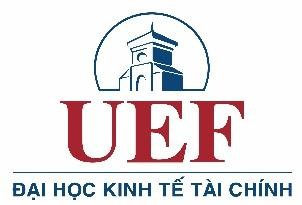 UEF
ĐẠI HỌC KINH TẾ TÀI CHÍNH